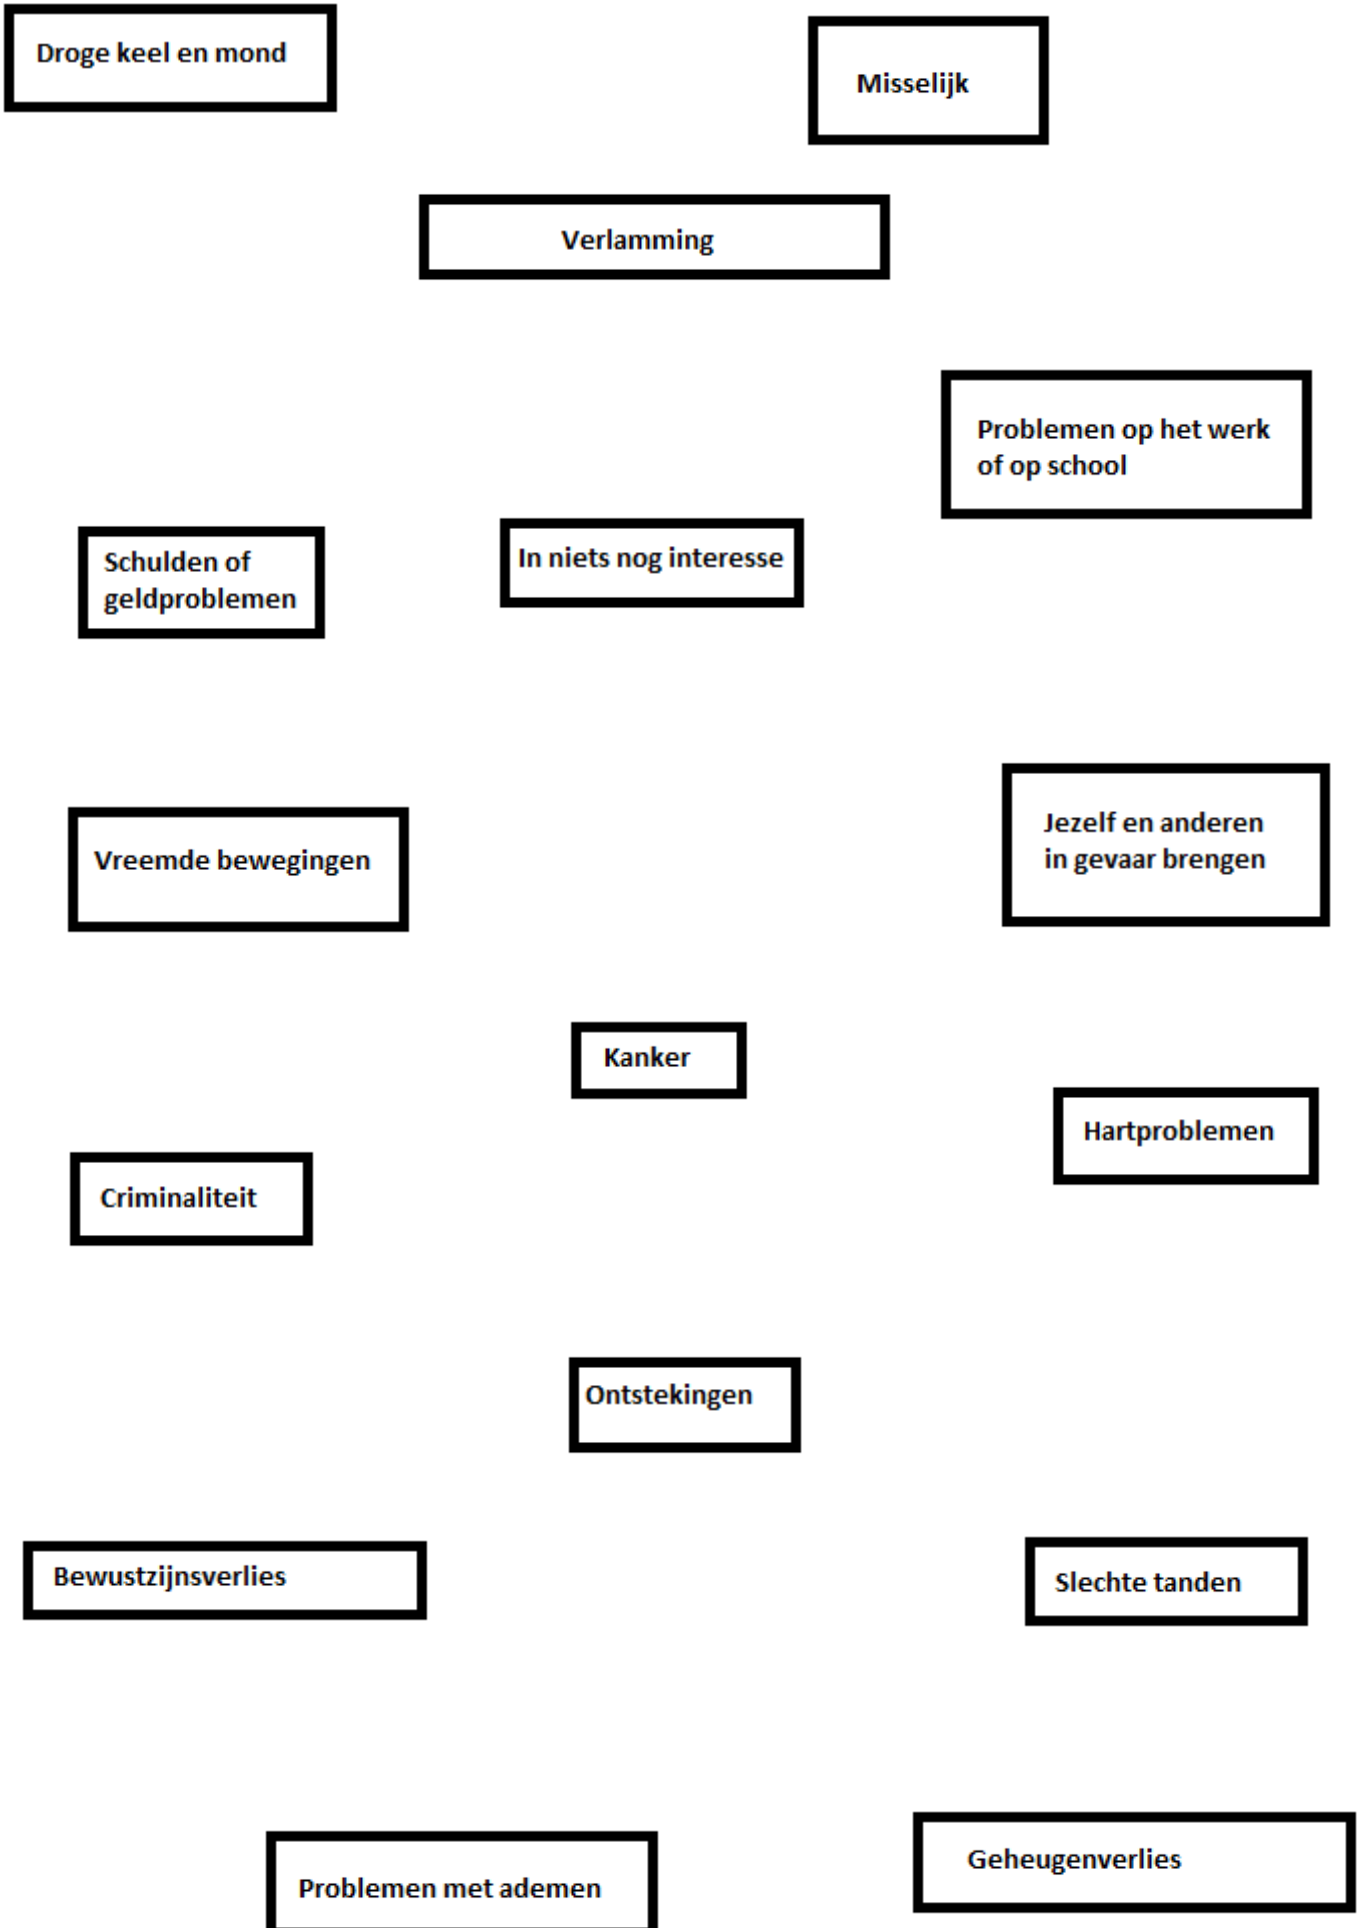 Droge keel en mond
Misselijk
Verlamming
Problemen op het werk
of op school
Schulden of
geldproblemen
In niets nog interesse
Jezelf en anderen
in gevaar brengen
Vreemde bewegingen
Kanker
Hartproblemen
Criminaliteit
Ontstekingen
Bewustzijnsverlies
Slechte tanden
Geheugenverlies
Problemen met ademen